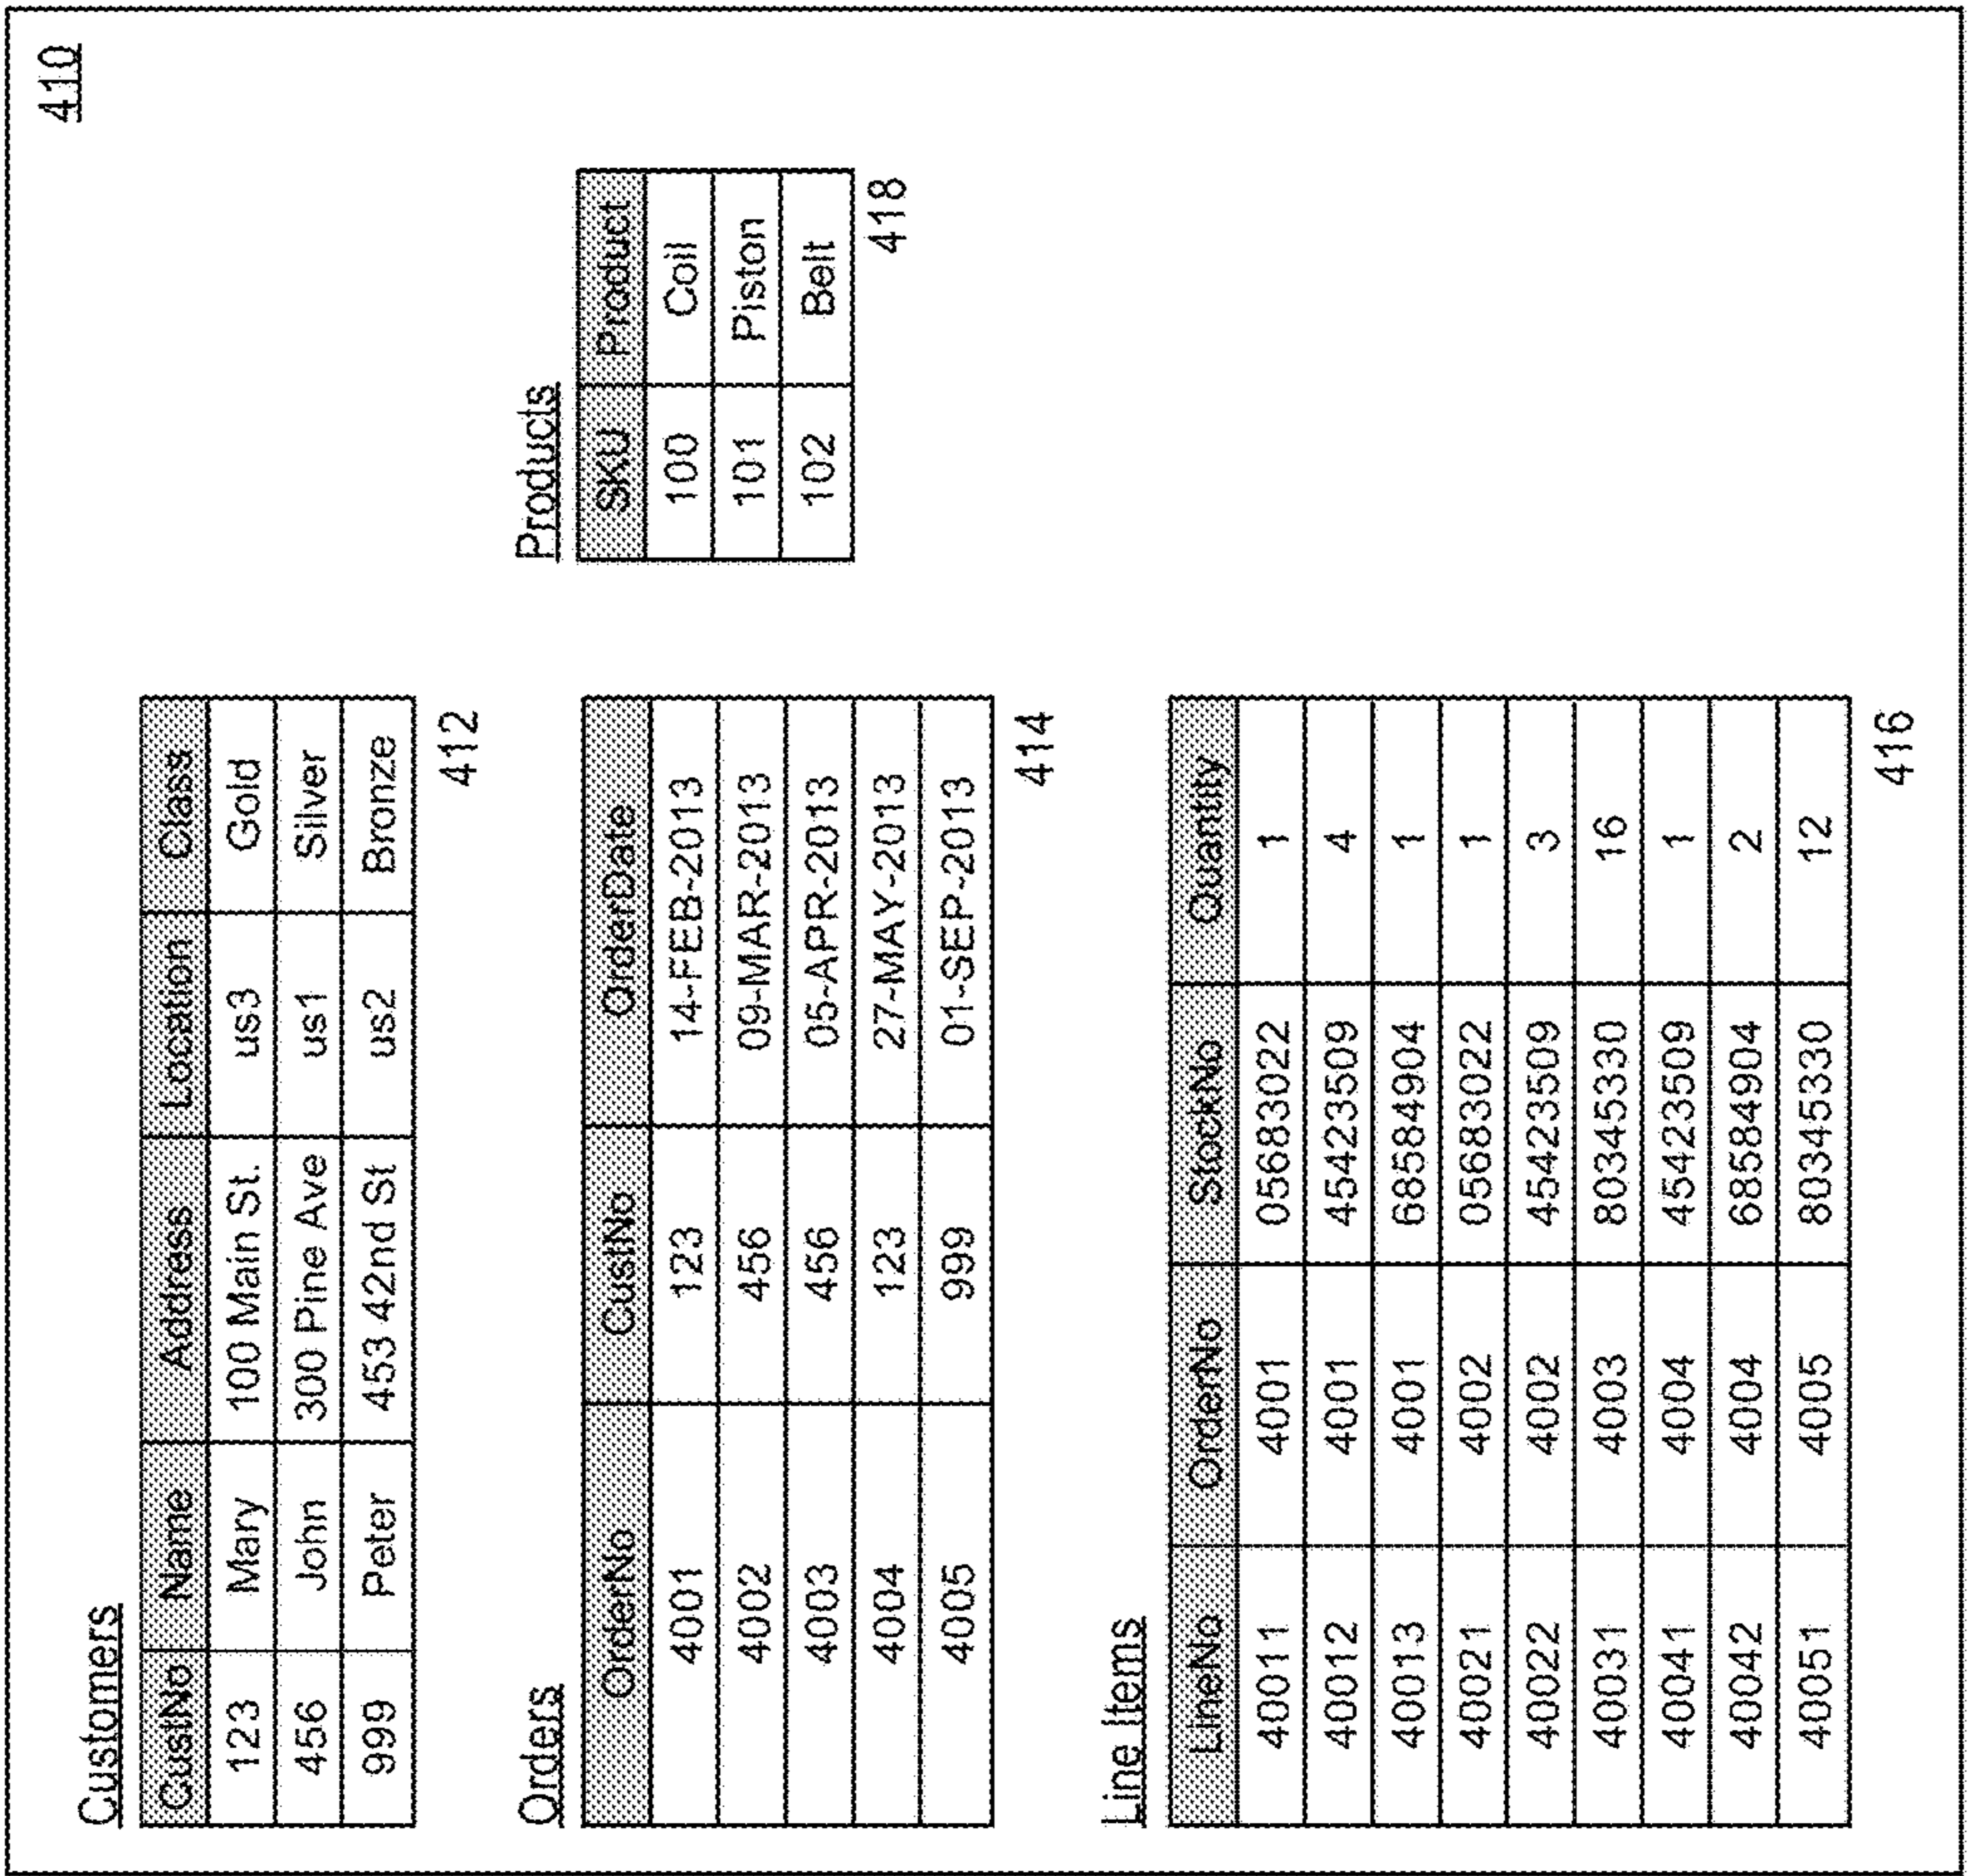 410
Customers
CustNo Name Address Location Class
123 Mary 100 Main St. us3 Gold
456 John 300 Pine Ave us1 Silver
999 Peter 453 42nd St us2 Bronze
412
Orders
OrderNo CustNo OrderDate
4001 123 14-FEB-2013
4002 456 09-MAR-2013
4003 456 05-APR-2013
4004 123 27-MAY-2013
4005 999 01-SEP-2013
414
Products
SKU Product
100 Coil
101 Piston
102 Belt
418
Line Items
LineNo OrderNo StockNo Quantity
40011 4001 05683022 1
40012 4001 45423509 4
40013 4001 68584904 1
40021 4002 05683022 1
40022 4002 45423509 3
40031 4003 80345330 16
40041 4004 45423509 1
40042 4004 68584904 2
40051 4005 80345330 12
416